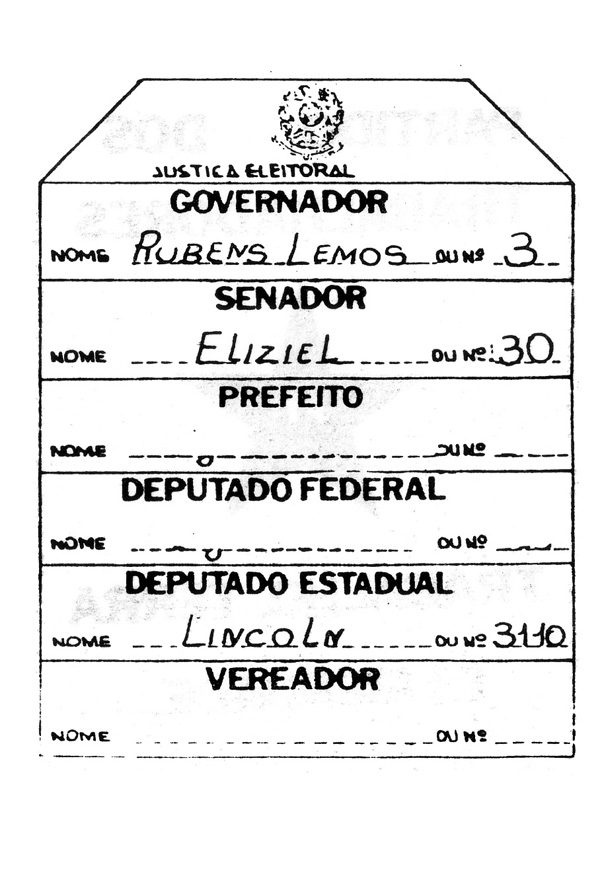 JUSTIÇA ELEITORAL
GOVERNADOR
NOME RUBENS LEMOS OU Nº 3
SENADOR
NOME ELIZIEL OU Nº 30
PREFEITO
NOME OU Nº
DEPUTADO FEDERAL
NOME OU Nº
DEPUTADO ESTADUAL
NOME LINCOLN OU Nº 3110
VEREADOR
NOME OU Nº